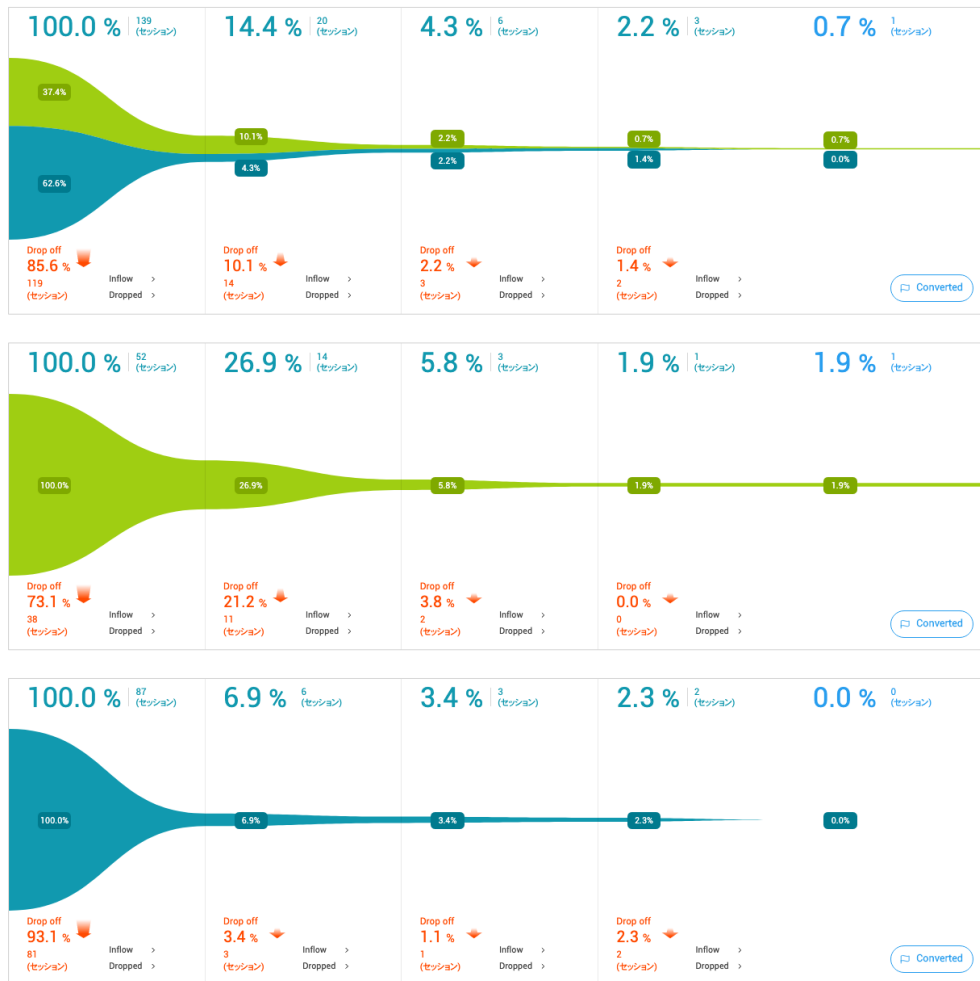 100.0 % 139 (セッション) 14.4 % 20 (セッション) 4.3 % 6 (セッション) 2.2 % 3 (セッション) 0.7 % 1 (セッション)
37.4%
10.1% 2.2% 0.7% 0.7%
4.3% 2.2% 1.4% 0.0%
62.6%
Drop off Drop off Drop off Drop off
85.6 % 10.1 % 2.2 % 1.4 %
119 Inflow > 14 Inflow > 3 Inflow > 2 Inflow >
(セッション) Dropped > (セッション) Dropped > (セッション) Dropped > (セッション) Dropped > Converted
100.0 % 52 (セッション) 26.9 % 14 (セッション) 5.8 % 3 (セッション) 1.9 % 1 (セッション) 1.9 % 1 (セッション)
100.0% 26.9% 5.8% 1.9% 1.9%
Drop off Drop off Drop off Drop off
73.1 % 21.2 % 3.8 % 0.0 %
38 Inflow > 11 Inflow > 2 Inflow > 0 Inflow >
(セッション) Dropped > (セッション) Dropped > (セッション) Dropped > (セッション) Dropped > Converted
100.0 % 87 (セッション) 6.9 % 6 (セッション) 3.4 % 3 (セッション) 2.3 % 2 (セッション) 0.0 % 0 (セッション)
100.0% 6.9% 3.4% 2.3% 0.0%
Drop off Drop off Drop off Drop off
93.1 % 3.4 % 1.1 % 2.3 %
81 Inflow > 3 Inflow > 1 Inflow > 2 Inflow >
(セッション) Dropped > (セッション) Dropped > (セッション) Dropped > (セッション) Dropped > Converted